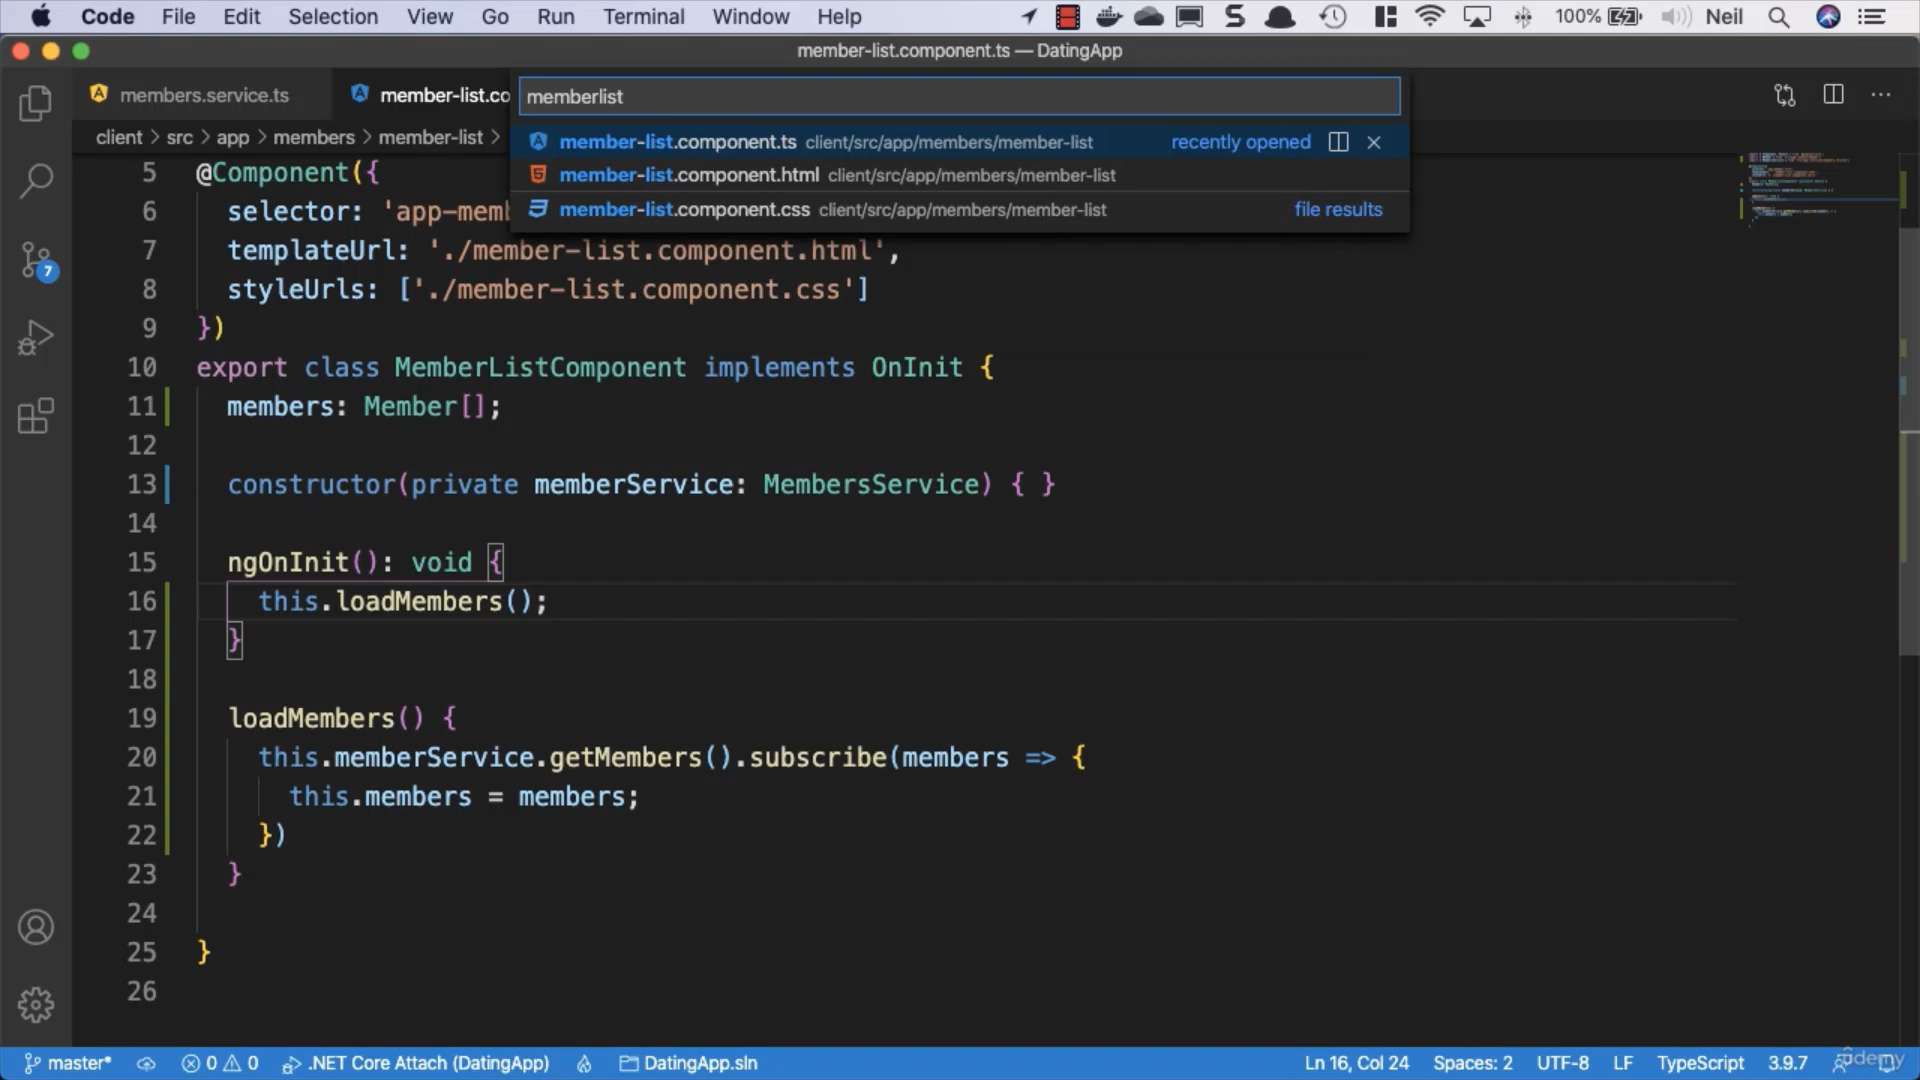 Code File Edit Selection View Go Run Terminal Window Help 100% Neil
member-list.component.ts — DatingApp
members.service.ts member-list.co
memberlist
client > src > app > members > member-list >
member-list.component.ts client/src/app/members/member-list recently opened
member-list.component.html client/src/app/members/member-list
member-list.component.css client/src/app/members/member-list file results
5 @Component({
6 selector: 'app-memb
7 templateUrl: './member-list.component.html',
8 styleUrls: ['./member-list.component.css']
9 })
10 export class MemberListComponent implements OnInit {
11 members: Member[];
12
13 constructor(private memberService: MembersService) { }
14
15 ngOnInit(): void {
16 this.loadMembers();
17 }
18
19 loadMembers() {
20 this.memberService.getMembers().subscribe(members => {
21 this.members = members;
22 })
23 }
24
25 }
26
7
master* 0 0 .NET Core Attach (DatingApp) DatingApp.sln Ln 16, Col 24 Spaces: 2 UTF-8 LF TypeScript 3.9.7
udemy